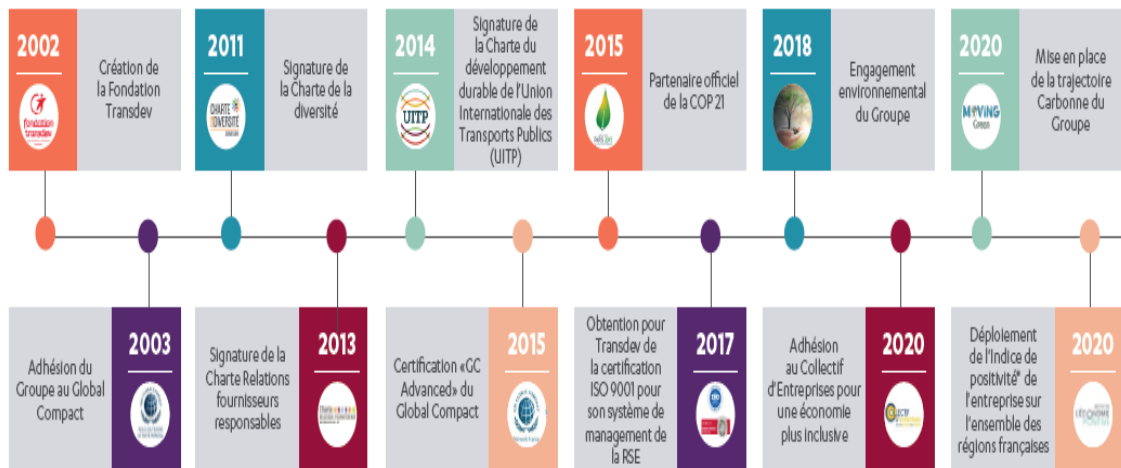 2002
fondation
transdev
Création de
la Fondation
Transdev
2011
CHARTE
DIVERSITÉ
Signature de
la Charte de la
diversité
2014
UITP
Signature de
la Charte du
développement
durable de l'Union
Internationale des
Transports Publics
(UITP)
2015
Partenaire officiel
de la COP 21
2018
Engagement
environnemental
du Groupe
2020
MOVING
Green
Mise en place
de la trajectoire
Carbonne du
Groupe
Adhésion du
Groupe au Global
Compact
2003
Signature de la
Charte Relations
fournisseurs
responsables
2013
Charte
Certification «GC
Advanced» du
Global Compact
2015
Obtention pour
Transdev de
la certification
ISO 9001 pour
son système de
management de
la RSE
2017
Adhésion
au Collectif
d'Entreprises pour
une économie
plus inclusive
2020
Déploiement
de l'Indice de
positivité* de
l'entreprise sur
l'ensemble des
régions françaises
2020